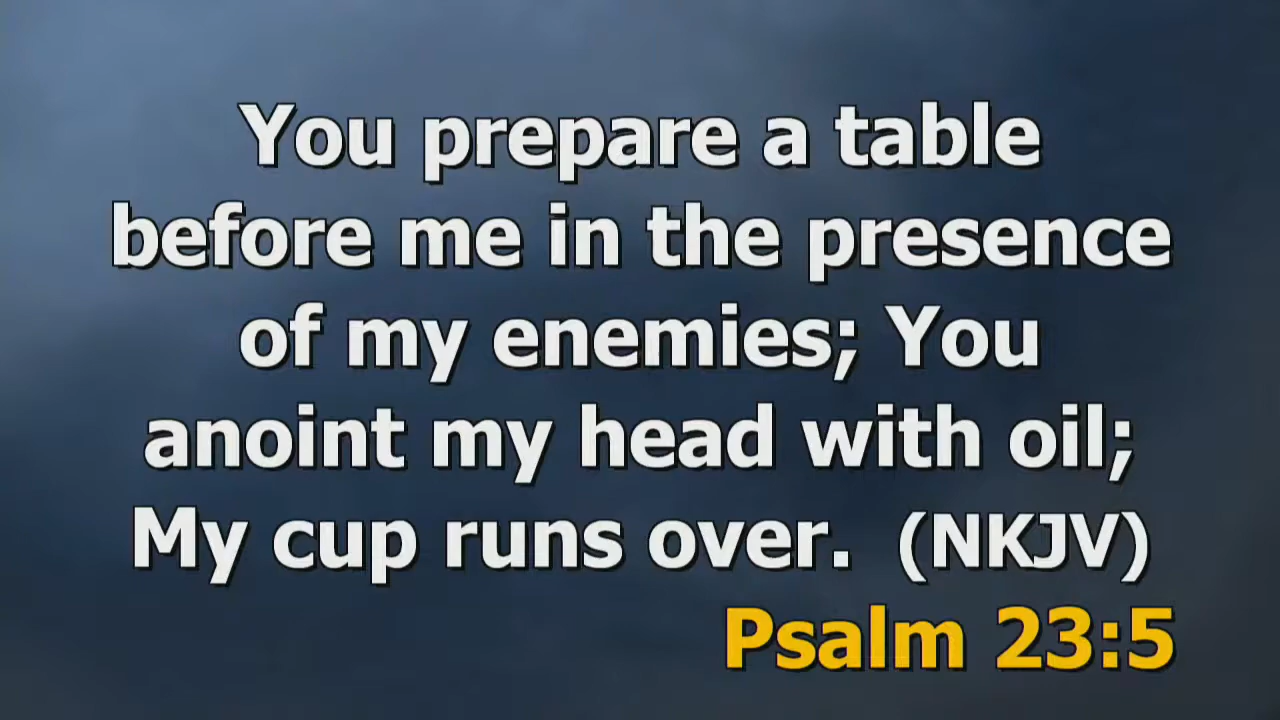 You prepare a table
before me in the presence
of my enemies; You
anoint my head with oil;
My cup runs over.  (NKJV)
Psalm 23:5